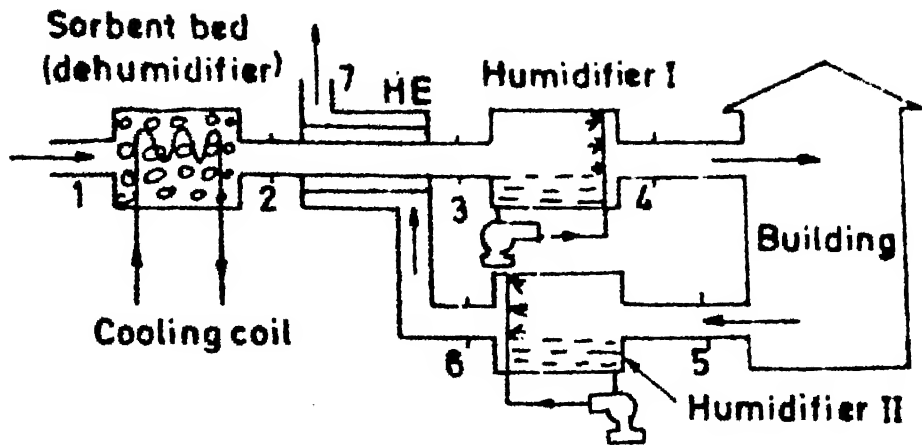 Sorbent bed
(dehumidifier)
7
HE
Humidifier I
1
2
3
4
Building
Cooling coil
6
5
Humidifier II